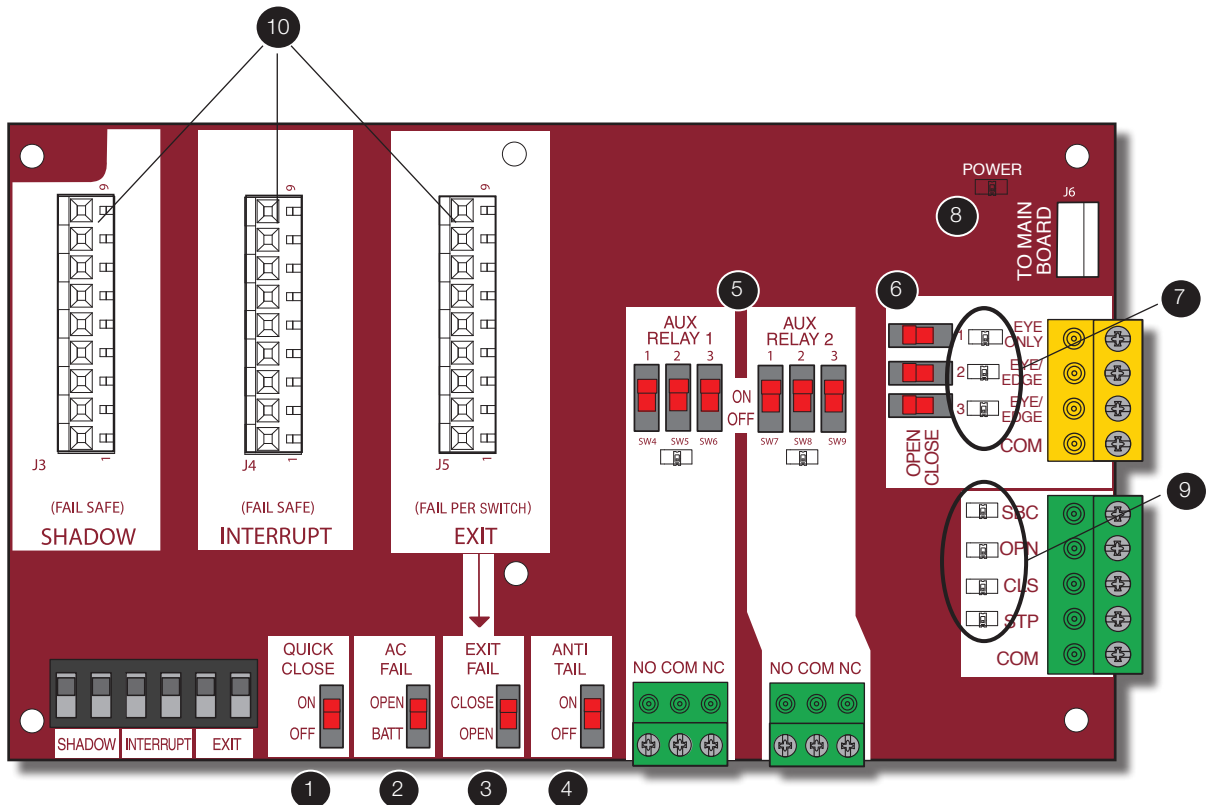 10
POWER
8
J6
TO MAIN
BOARD
9
J3
1
(FAIL SAFE)
SHADOW
9
J4
1
(FAIL SAFE)
INTERRUPT
9
J5
1
(FAIL PER SWITCH)
EXIT
5
AUX
RELAY 1
1 2 3
SW4 SW5 SW6
ON
OFF
AUX
RELAY 2
1 2 3
SW7 SW8 SW9
6
7
1 EYE
ONLY
2 EYE/
EDGE
3 EYE/
EDGE
COM
OPEN
CLOSE
9
SBC
OPN
CLS
STP
COM
SHADOW INTERRUPT EXIT
QUICK
CLOSE
ON
OFF
1
AC
FAIL
OPEN
BATT
2
EXIT
FAIL
CLOSE
OPEN
3
ANTI
TAIL
ON
OFF
4
NO COM NC
NO COM NC